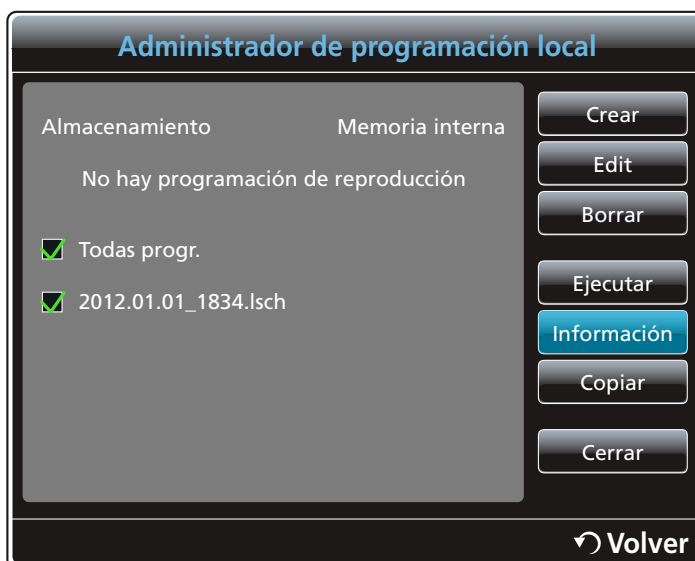 Administrador de programación local
Almacenamiento Memoria interna
No hay programación de reproducción
Todas progr.
2012.01.01_1834.lsch
Crear
Edit
Borrar
Ejecutar
Información
Copiar
Cerrar
Volver